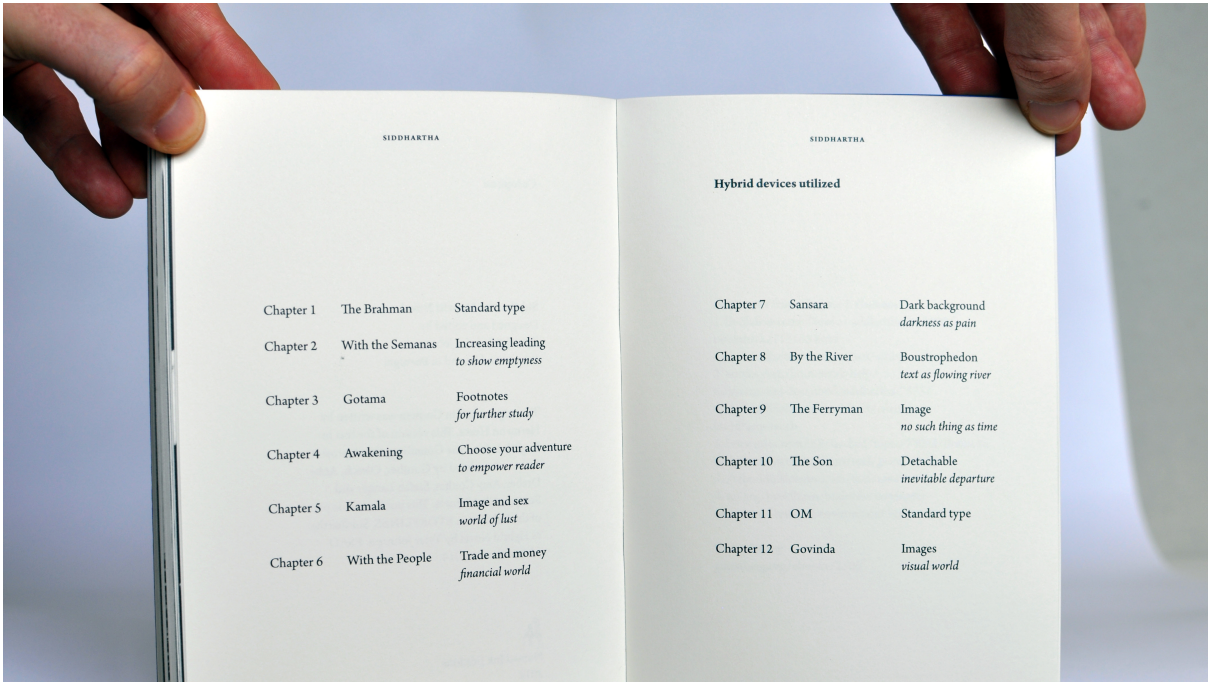 SIDDHARTHA
Chapter 1 The Brahman Standard type
Chapter 2 With the Semanas Increasing leading
to show emptyness
Chapter 3 Gotama Footnotes
for further study
Chapter 4 Awakening Choose your adventure
to empower reader
Chapter 5 Kamala Image and sex
world of lust
Chapter 6 With the People Trade and money
financial world
SIDDHARTHA
Hybrid devices utilized
Chapter 7 Sansara Dark background
darkness as pain
Chapter 8 By the River Boustrophedon
text as flowing river
Chapter 9 The Ferryman Image
no such thing as time
Chapter 10 The Son Detachable
inevitable departure
Chapter 11 OM Standard type
Chapter 12 Govinda Images
visual world